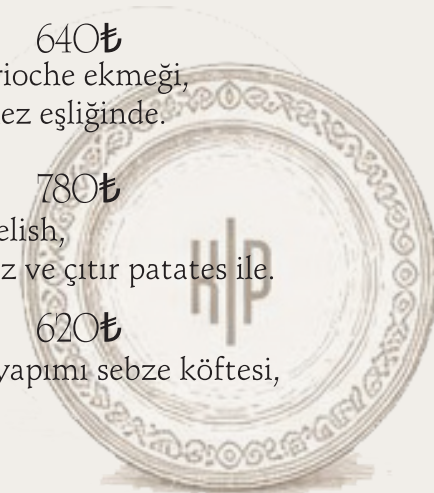 640₺
rioche ekmeği,
ez eşliğinde.
780₺
elish,
z ve çıtır patates ile.
H|P
620₺
yapımı sebze köftesi,